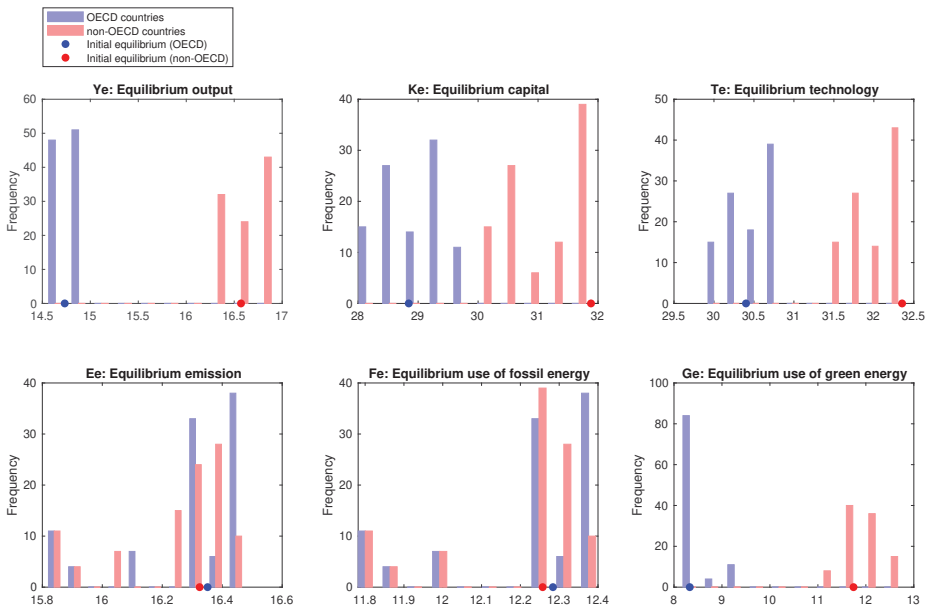 OECD countries
non-OECD countries
Initial equilibrium (OECD)
Initial equilibrium (non-OECD)
Ye: Equilibrium output
Ke: Equilibrium capital
Te: Equilibrium technology
Frequency
60
50
40
30
20
10
0
14.5 15 15.5 16 16.5 17
Frequency
40
30
20
10
0
28 29 30 31 32
Frequency
50
40
30
20
10
0
29.5 30 30.5 31 31.5 32 32.5
Ee: Equilibrium emission
Fe: Equilibrium use of fossil energy
Ge: Equilibrium use of green energy
Frequency
40
30
20
10
0
15.8 16 16.2 16.4 16.6
Frequency
40
30
20
10
0
11.8 11.9 12 12.1 12.2 12.3 12.4
Frequency
100
80
60
40
20
0
8 9 10 11 12 13